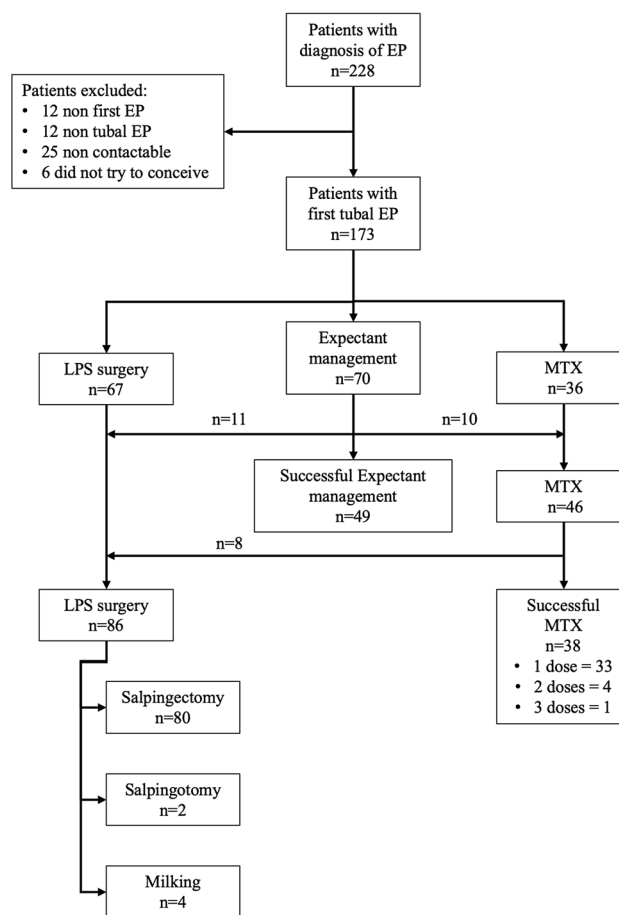 Patients with
diagnosis of EP
n=228
Patients excluded:
• 12 non first EP
• 12 non tubal EP
• 25 non contactable
• 6 did not try to conceive
Patients with
first tubal EP
n=173
LPS surgery
n=67
Expectant
management
n=70
MTX
n=36
n=11
n=10
Successful Expectant
management
n=49
MTX
n=46
n=8
LPS surgery
n=86
Successful
MTX
n=38
• 1 dose = 33
• 2 doses = 4
• 3 doses = 1
Salpingectomy
n=80
Salpingotomy
n=2
Milking
n=4